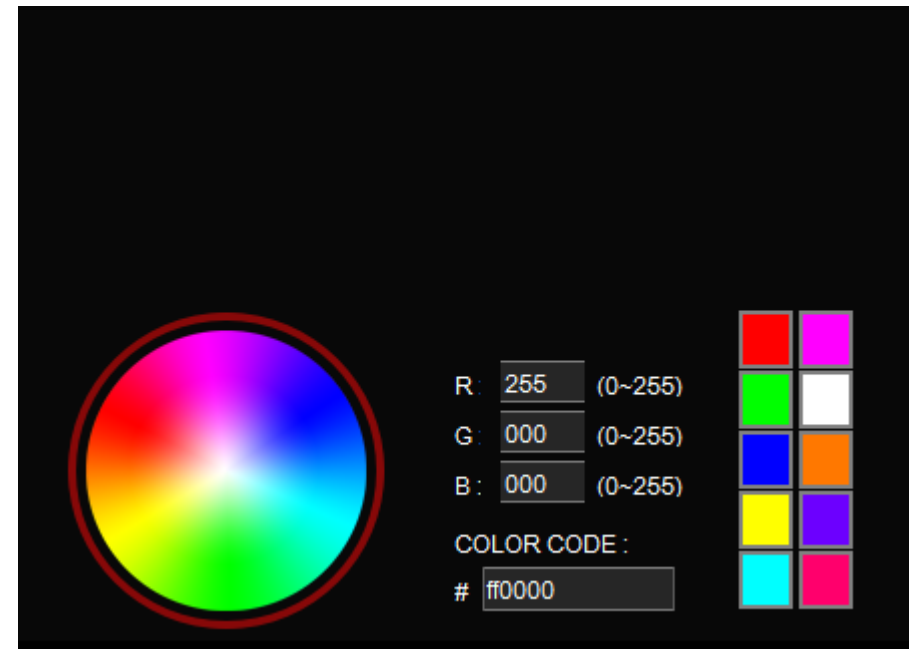 R: 255 (0~255)
G: 000 (0~255)
B: 000 (0~255)
COLOR CODE :
# ff0000